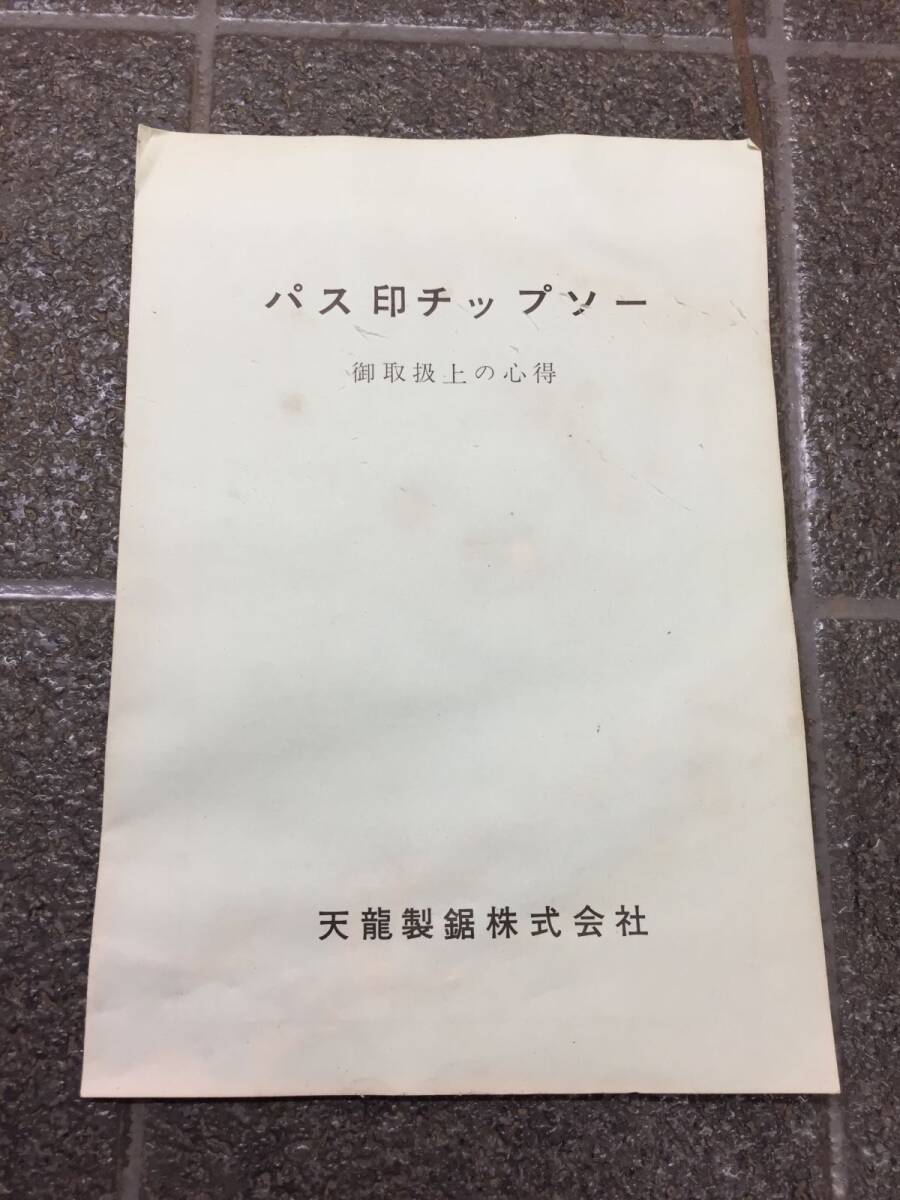 パス印チップソー
御取扱上の心得
天龍製鋸株式会社